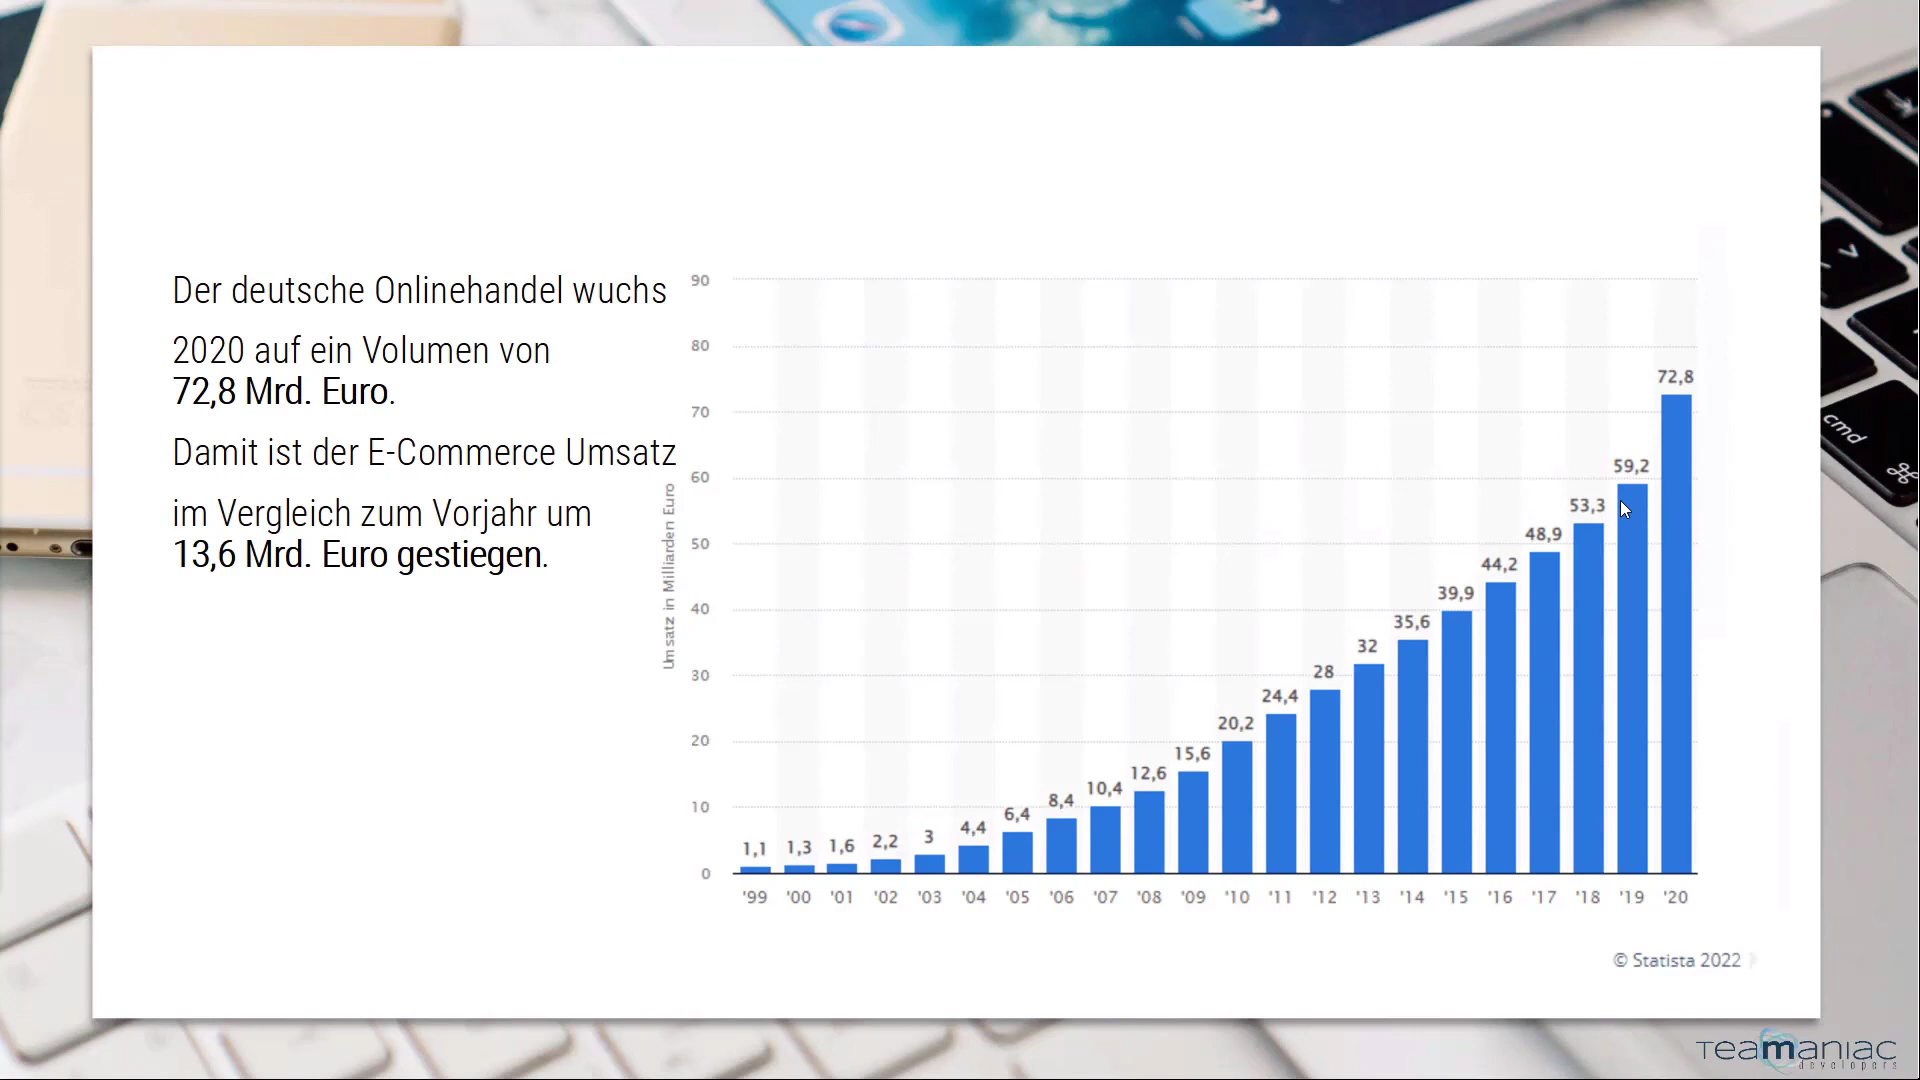 Der deutsche Onlinehandel wuchs
2020 auf ein Volumen von
72,8 Mrd. Euro.
Damit ist der E-Commerce Umsatz
im Vergleich zum Vorjahr um
13,6 Mrd. Euro gestiegen.
Umsatz in Milliarden Euro
90
80
70
60
50
40
30
20
10
0
1,1 1,3 1,6 2,2 3 4,4 6,4 8,4 10,4 12,6 15,6 20,2 24,4 28 32 35,6 39,9 44,2 48,9 53,3 59,2 72,8
'99 '00 '01 '02 '03 '04 '05 '06 '07 '08 '09 '10 '11 '12 '13 '14 '15 '16 '17 '18 '19 '20
© Statista 2022
cmd ⌘
Teamaniac
developers